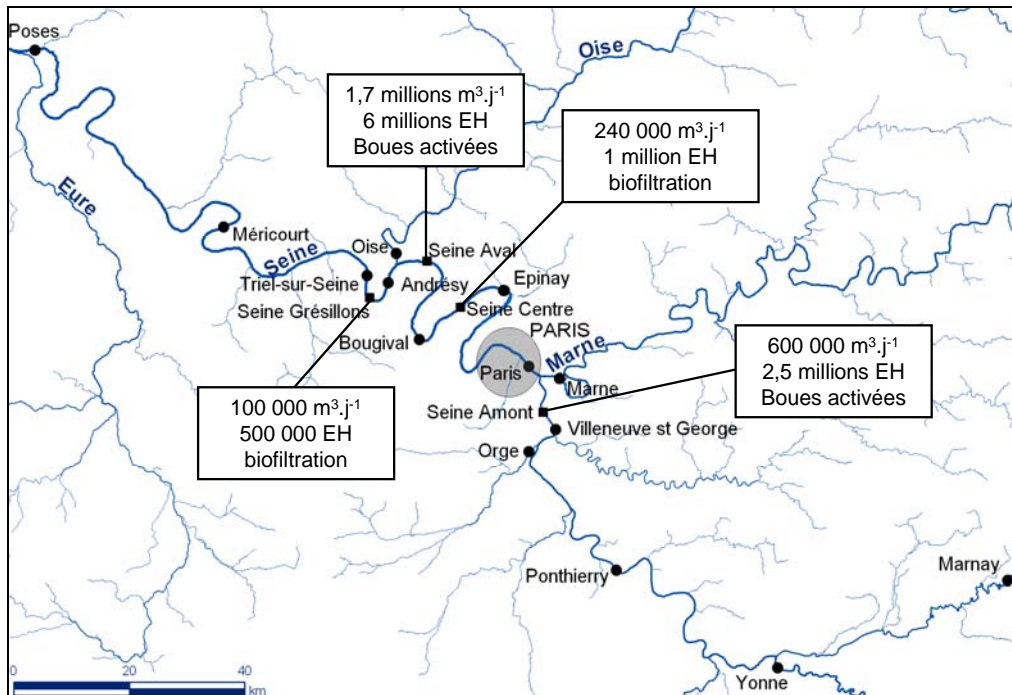 Poses
Oise
1,7 millions m³.j⁻¹
6 millions EH
Boues activées
240 000 m³.j⁻¹
1 million EH
biofiltration
Eure
Méricourt
Seine
Oise
Seine Aval
Triel-sur-Seine
Andrésy
Epinay
Seine Grésillons
Seine Centre
Bougival
PARIS
Marne
Paris
Marne
600 000 m³.j⁻¹
2,5 millions EH
Boues activées
100 000 m³.j⁻¹
500 000 EH
biofiltration
Seine Amont
Villeneuve st George
Orge
Ponthierry
Marnay
Yonne
0 20 40
km